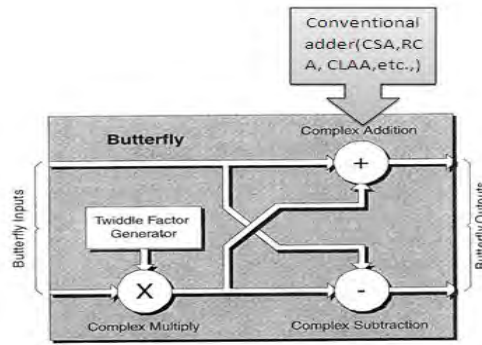 Conventional
adder(CSA,RC
A, CLAA,etc.,)
Complex Addition
Butterfly
+
Butterfly Inputs
Twiddle Factor
Generator
X
-
Complex Multiply
Complex Subtraction
Butterfly Outputs